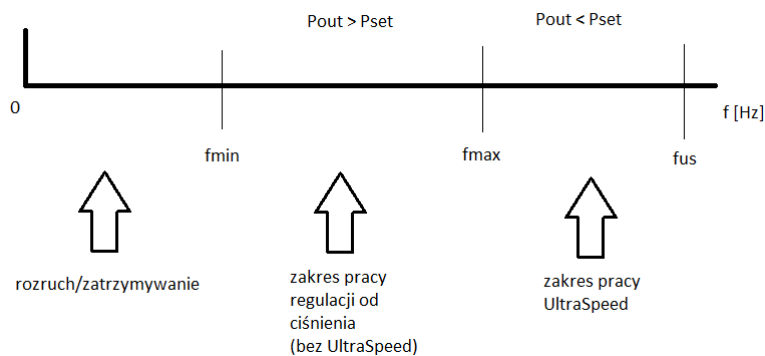 Pout > Pset
Pout < Pset
0
f [Hz]
fmin
fmax
fus
rozruch/zatrzymywanie
zakres pracy
regulacji od
ciśnienia
(bez UltraSpeed)
zakres pracy
UltraSpeed